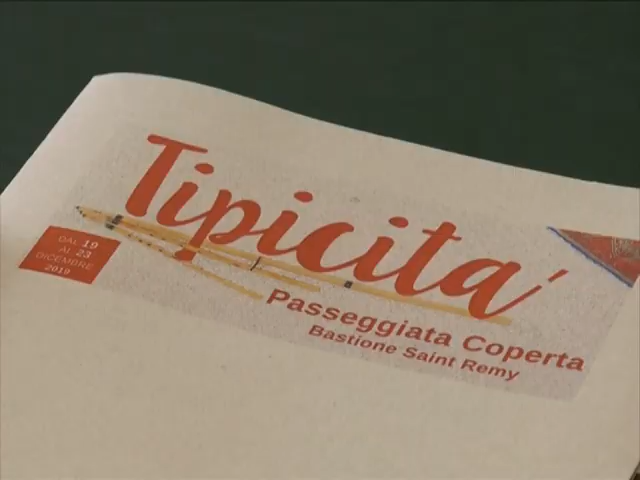 Tipicita'
DAL 19
AL 23
DICEMBRE
2019
Passeggiata Coperta
Bastione Saint Remy